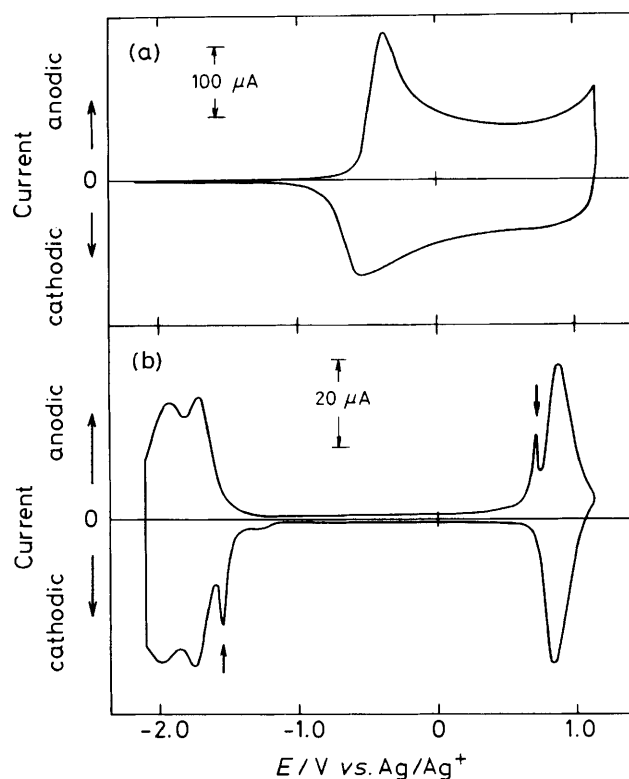 (a)
100 μA
Current
cathodic
anodic
0
(b)
20 μA
Current
cathodic
anodic
0
-2.0
-1.0
0
1.0
E / V vs. Ag/Ag+